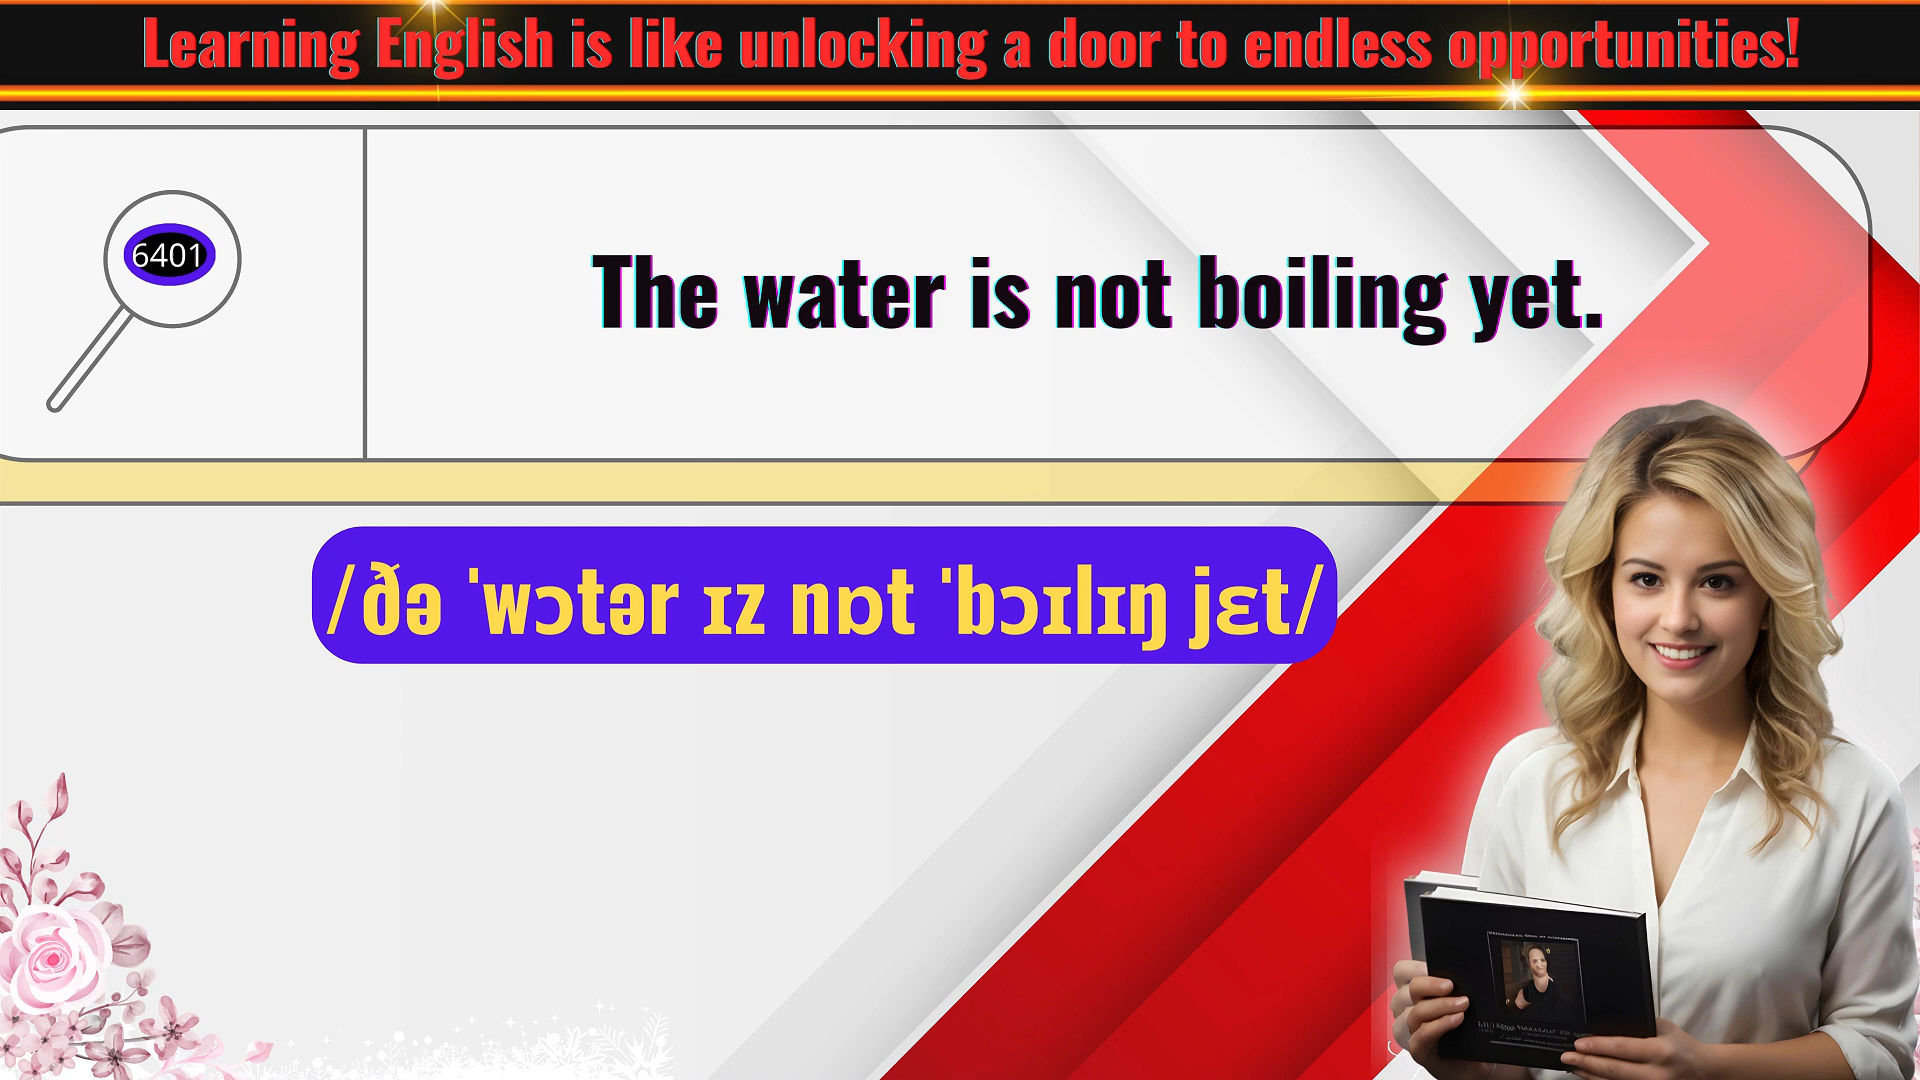 Learning English is like unlocking a door to endless opportunities!
6401
The water is not boiling yet.
/ðə ˈwɔtər ɪz nɒt ˈbɔɪlɪŋ jɛt/